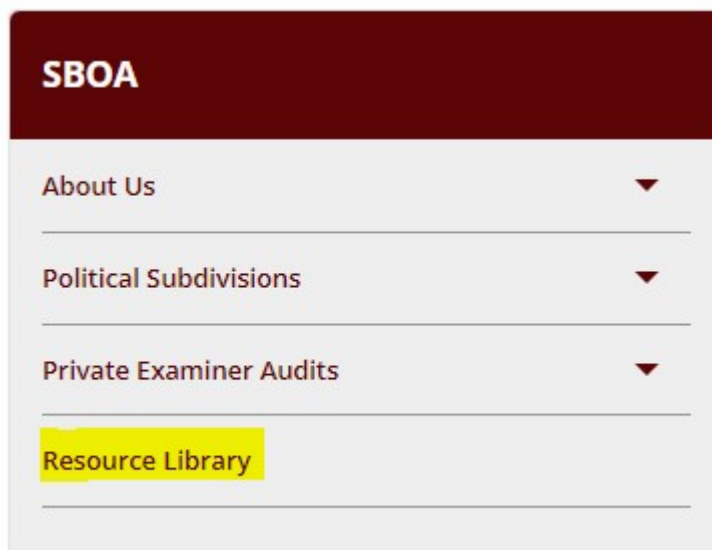 SBOA
About Us
Political Subdivisions
Private Examiner Audits
Resource Library